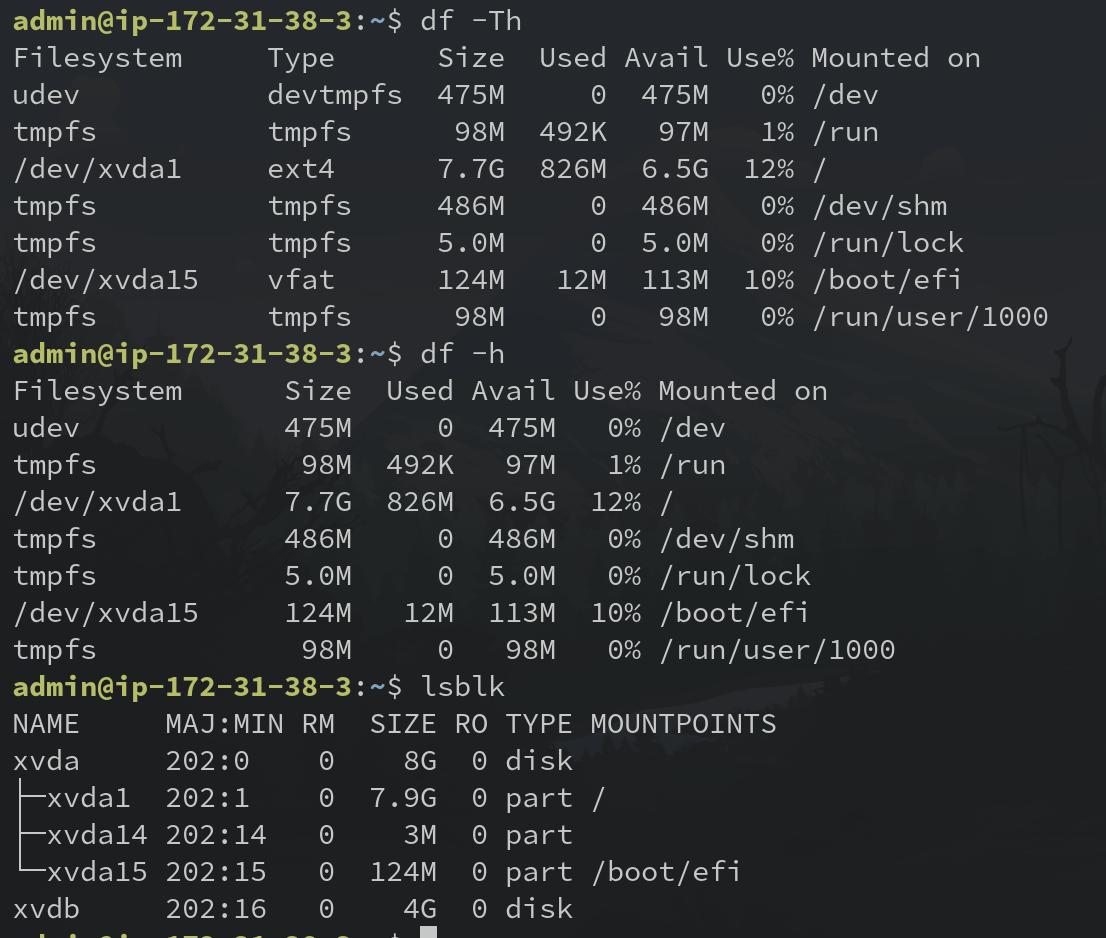 admin@ip-172-31-38-3:~$ df -Th
Filesystem     Type      Size  Used Avail Use% Mounted on
udev           devtmpfs  475M     0  475M   0% /dev
tmpfs          tmpfs      98M  492K   97M   1% /run
/dev/xvda1     ext4      7.7G  826M  6.5G  12% /
tmpfs          tmpfs     486M     0  486M   0% /dev/shm
tmpfs          tmpfs     5.0M     0  5.0M   0% /run/lock
/dev/xvda15    vfat      124M   12M  113M  10% /boot/efi
tmpfs          tmpfs      98M     0   98M   0% /run/user/1000
admin@ip-172-31-38-3:~$ df -h
Filesystem      Size  Used Avail Use% Mounted on
udev            475M     0  475M   0% /dev
tmpfs            98M  492K   97M   1% /run
/dev/xvda1      7.7G  826M  6.5G  12% /
tmpfs           486M     0  486M   0% /dev/shm
tmpfs           5.0M     0  5.0M   0% /run/lock
/dev/xvda15     124M   12M  113M  10% /boot/efi
tmpfs            98M     0   98M   0% /run/user/1000
admin@ip-172-31-38-3:~$ lsblk
NAME     MAJ:MIN RM  SIZE RO TYPE MOUNTPOINTS
xvda     202:0    0    8G  0 disk
├─xvda1  202:1    0  7.9G  0 part /
├─xvda14 202:14   0    3M  0 part
└─xvda15 202:15   0  124M  0 part /boot/efi
xvdb     202:16   0    4G  0 disk